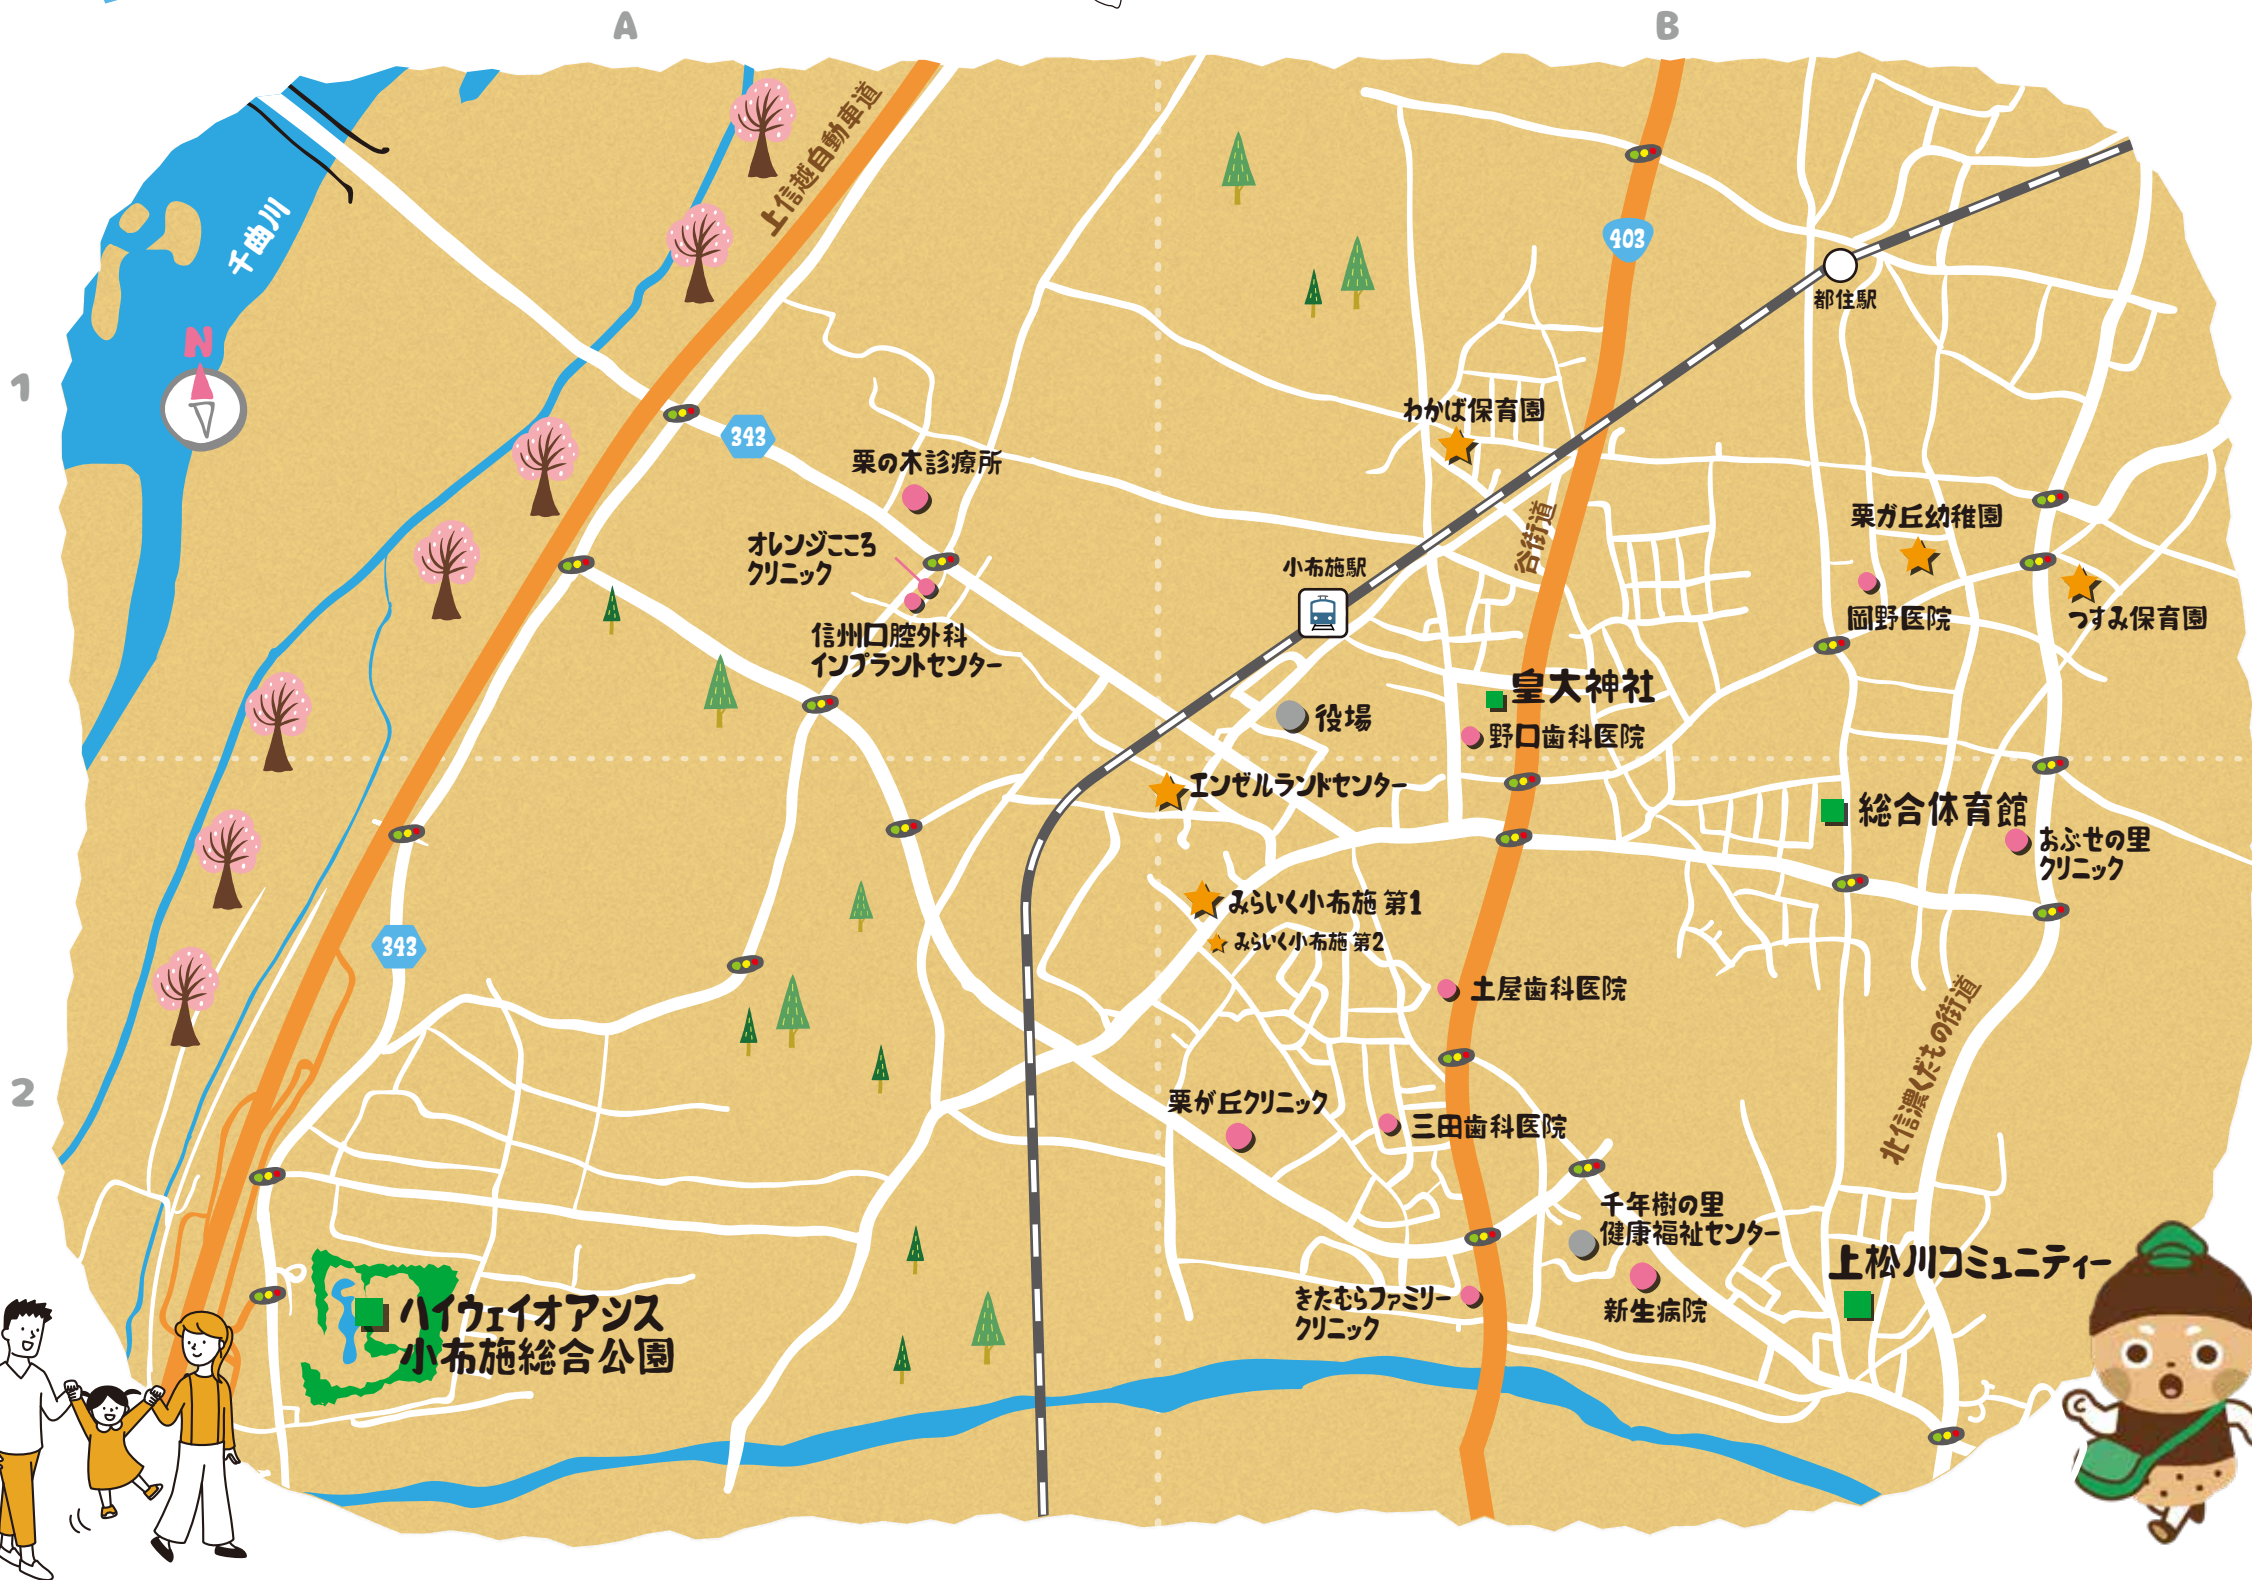 A
B
1
2
N
千曲川
上信越自動車道
343
403
都住駅
わかば保育園
栗の木診療所
谷街道
栗ガ丘幼稚園
オレンジこころ
クリニック
小布施駅
岡野医院
つすみ保育園
信州口腔外科
インプラントセンター
皇大神社
役場
野口歯科医院
エンゼルランドセンター
総合体育館
おぶせの里
クリニック
みらいく小布施 第1
みらいく小布施 第2
343
土屋歯科医院
北信濃くだもの街道
栗が丘クリニック
三田歯科医院
千年樹の里
健康福祉センター
上松川コミュニティー
きたむらファミリー
クリニック
新生病院
ハイウェイオアシス
小布施総合公園